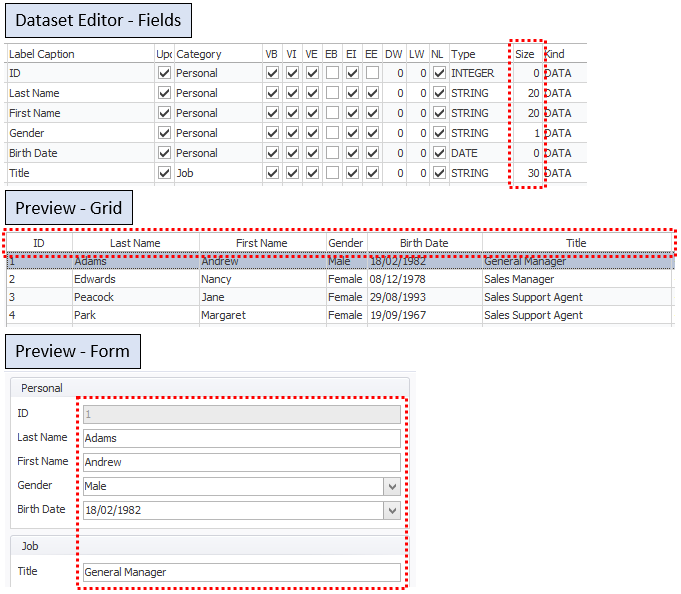 Dataset Editor - Fields
Label Caption Upd Category VB VI VE EB EI EE DW LW NL Type Size Kind
ID Personal 0 0 INTEGER 0 DATA
Last Name Personal 0 0 STRING 20 DATA
First Name Personal 0 0 STRING 20 DATA
Gender Personal 0 0 STRING 1 DATA
Birth Date Personal 0 0 DATE 0 DATA
Title Job 0 0 STRING 30 DATA
Preview - Grid
ID Last Name First Name Gender Birth Date Title
1 Adams Andrew Male 18/02/1982 General Manager
2 Edwards Nancy Female 08/12/1978 Sales Manager
3 Peacock Jane Female 29/08/1993 Sales Support Agent
4 Park Margaret Female 19/09/1967 Sales Support Agent
Preview - Form
Personal
ID 1
Last Name Adams
First Name Andrew
Gender Male
Birth Date 18/02/1982
Job
Title General Manager